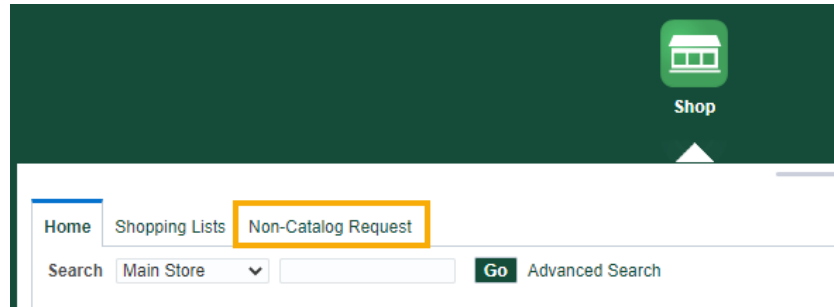 Shop
Home Shopping Lists Non-Catalog Request
Search Main Store Go Advanced Search